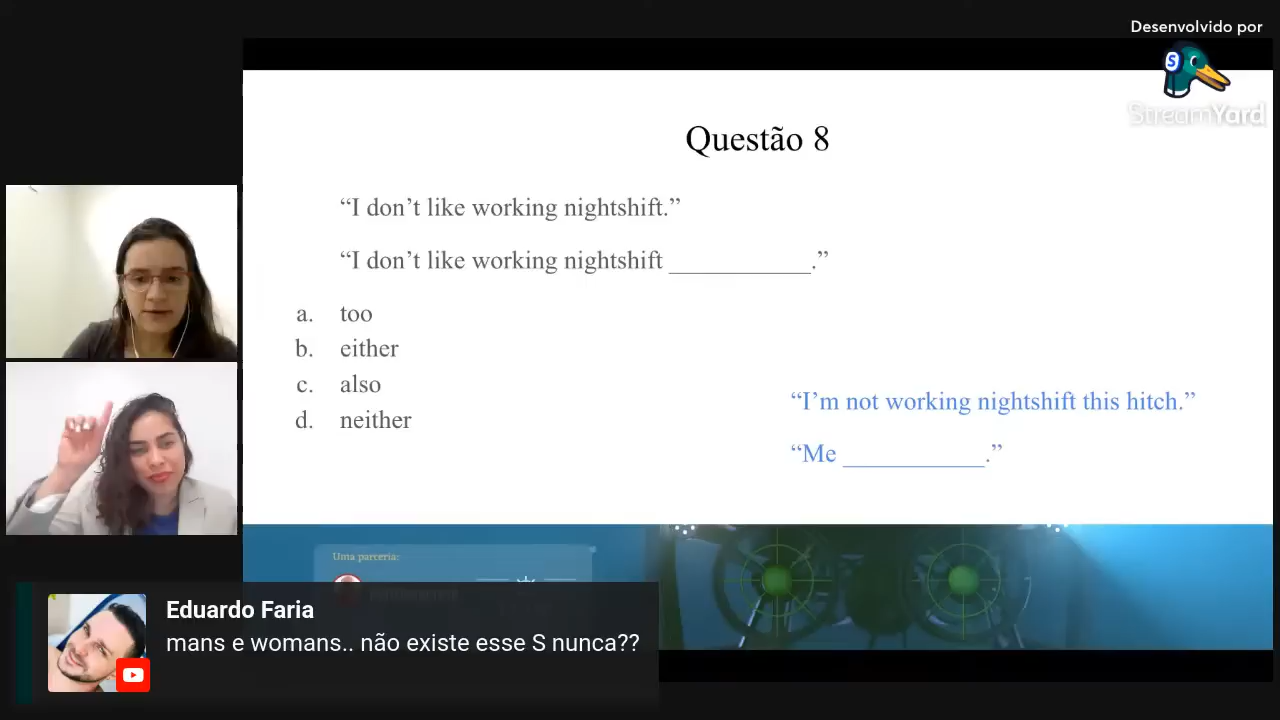 Desenvolvido por
StreamYard
Questão 8
“I don’t like working nightshift.”
“I don’t like working nightshift ___________.”
a. too
b. either
c. also
d. neither
“I’m not working nightshift this hitch.”
“Me ___________.”
Uma parceria:
Eduardo Faria
mans e womans.. não existe esse S nunca??